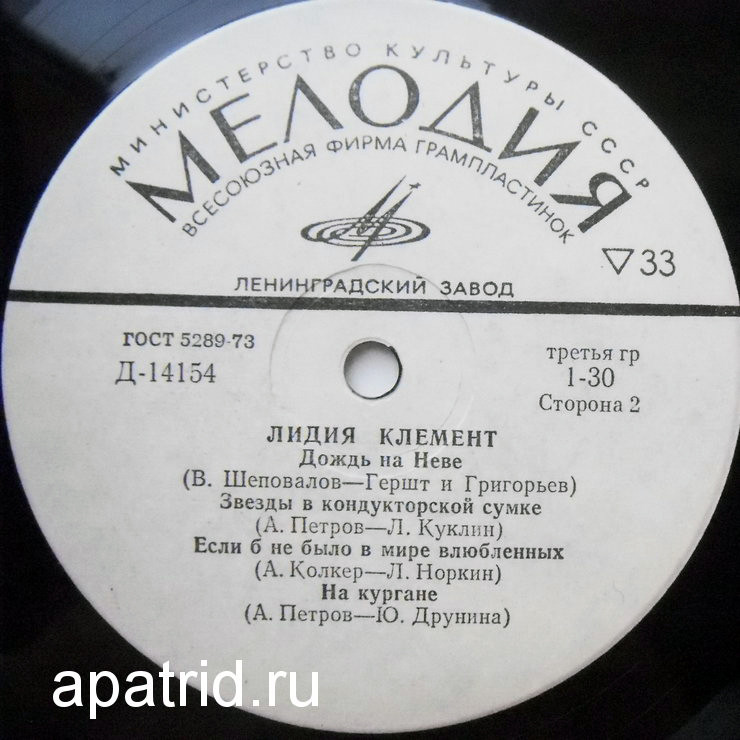 МИНИСТЕРСТВО КУЛЬТУРЫ СССР
МЕЛОДИЯ
ВСЕСОЮЗНАЯ ФИРМА ГРАМПЛАСТИНОК
▽33
ЛЕНИНГРАДСКИЙ ЗАВОД
ГОСТ 5289-73
Д-14154
третья гр
1-30
Сторона 2
ЛИДИЯ КЛЕМЕНТ
Дождь на Неве
(В. Шеповалов—Гершт и Григорьев)
Звезды в кондукторской сумке
(А. Петров—Л. Куклин)
Если б не было в мире влюбленных
(А. Колкер—Л. Норкин)
На кургане
(А. Петров—Ю. Друнина)
apatrid.ru